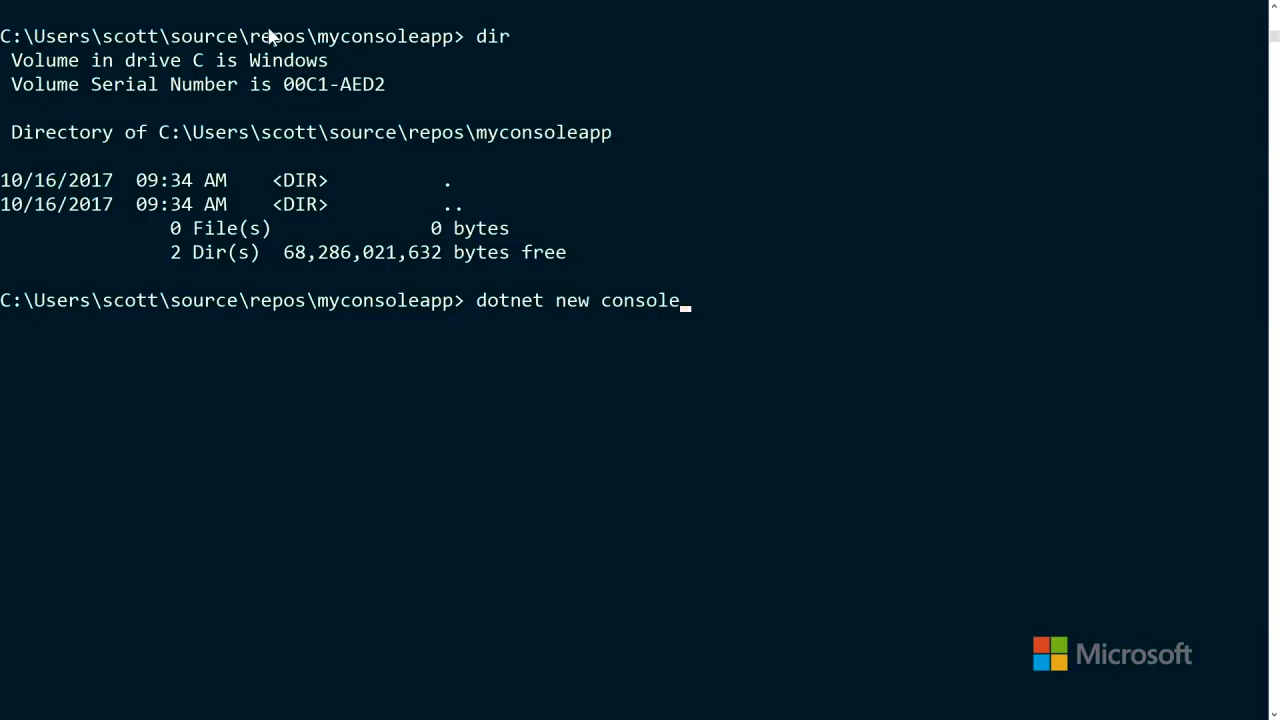 C:\Users\scott\source\repos\myconsoleapp> dir
 Volume in drive C is Windows
 Volume Serial Number is 00C1-AED2

 Directory of C:\Users\scott\source\repos\myconsoleapp

10/16/2017  09:34 AM    <DIR>          .
10/16/2017  09:34 AM    <DIR>          ..
               0 File(s)              0 bytes
               2 Dir(s)  68,286,021,632 bytes free

C:\Users\scott\source\repos\myconsoleapp> dotnet new console
Microsoft